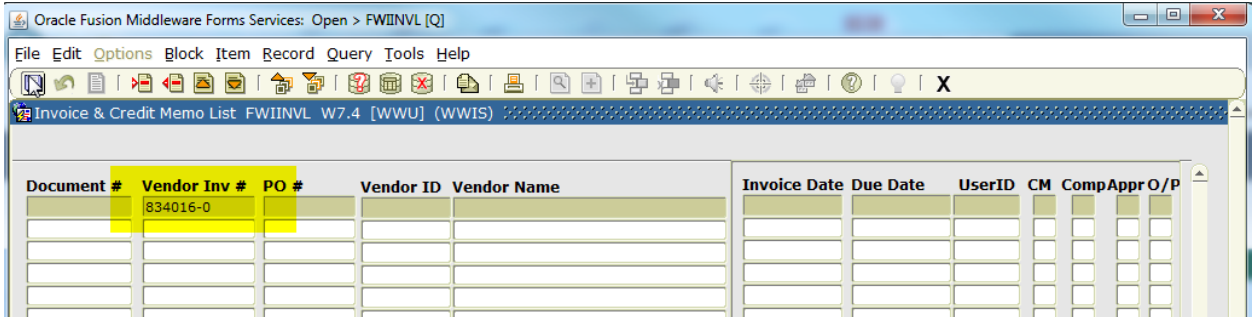 Oracle Fusion Middleware Forms Services: Open > FWIINVL [Q]
File Edit Options Block Item Record Query Tools Help
X
Invoice & Credit Memo List FWIINVL W7.4 [WWU] (WWIS)
Document # Vendor Inv # PO # Vendor ID Vendor Name Invoice Date Due Date UserID CM Comp Appr O/P
834016-0